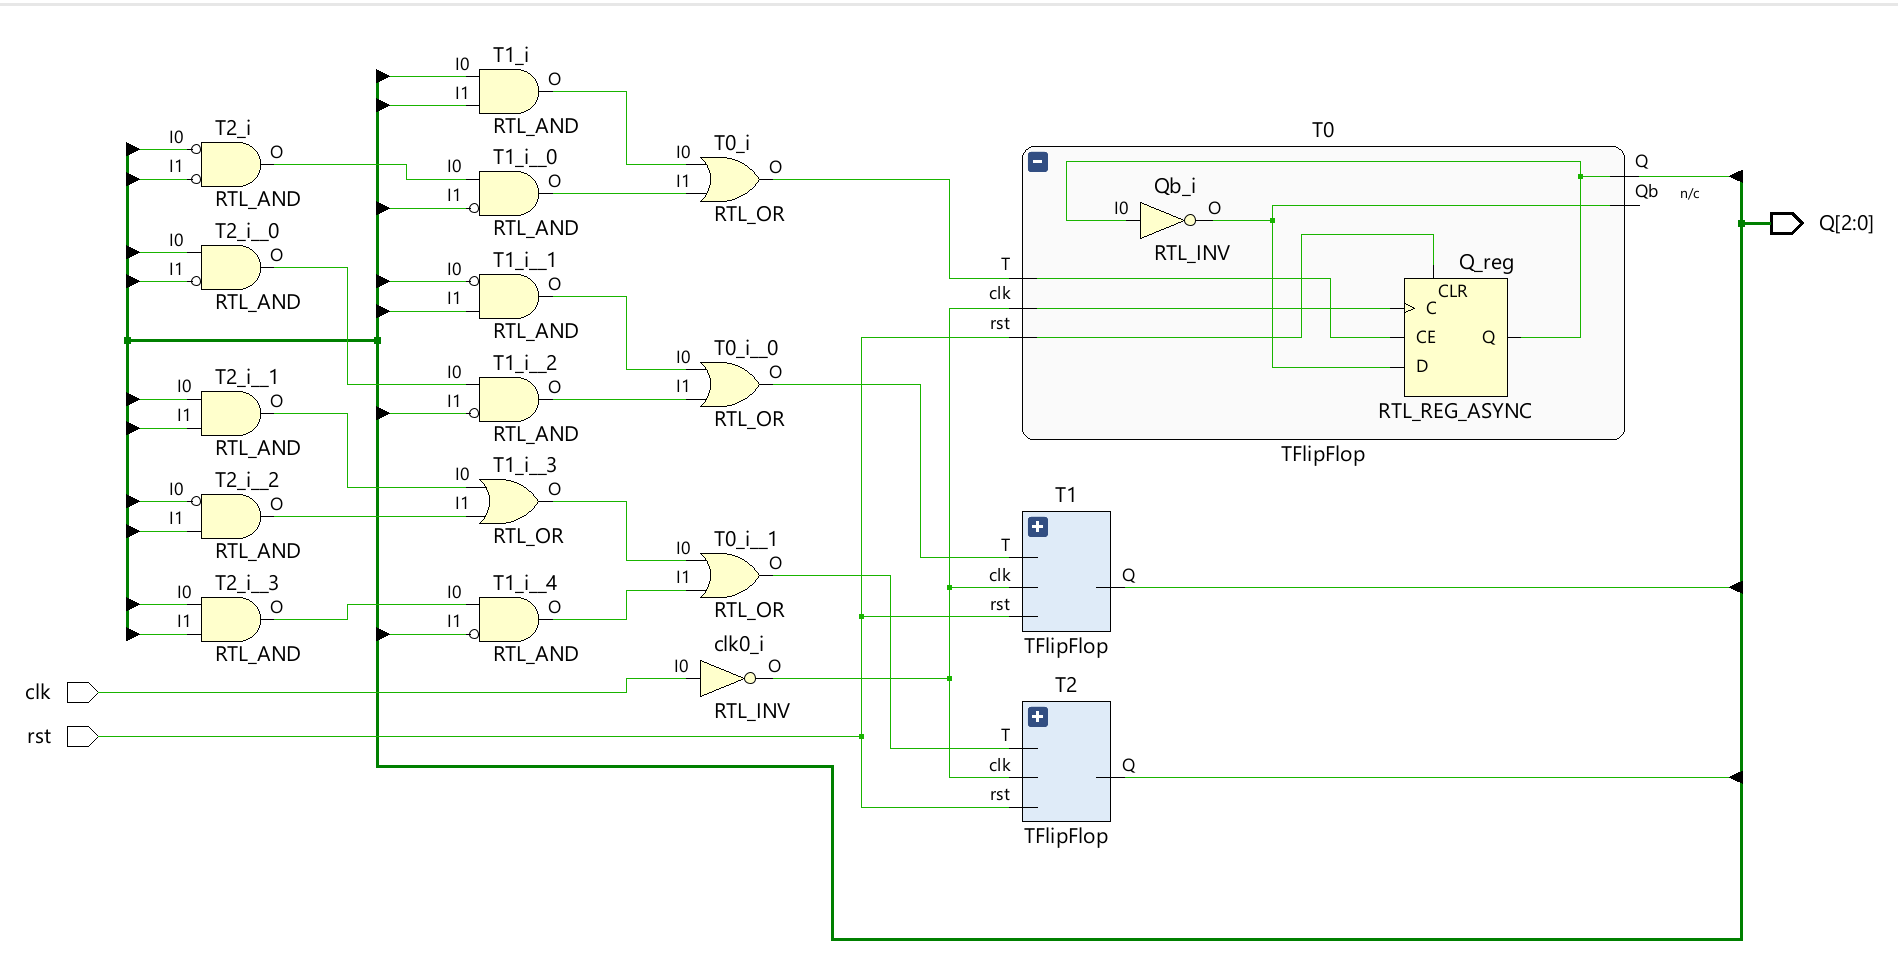 T1_i
I0
O
I1
RTL_AND
T2_i
I0
O
I1
RTL_AND
T1_i__0
I0
O
I1
RTL_AND
T0_i
I0
O
I1
RTL_OR
T2_i__0
I0
O
I1
RTL_AND
T1_i__1
I0
O
I1
RTL_AND
T1_i__2
I0
O
I1
RTL_AND
T0_i__0
I0
O
I1
RTL_OR
T2_i__1
I0
O
I1
RTL_AND
T1_i__3
I0
O
I1
RTL_OR
T2_i__2
I0
O
I1
RTL_AND
T0_i__1
I0
O
I1
RTL_OR
T2_i__3
I0
O
I1
RTL_AND
T1_i__4
I0
O
I1
RTL_AND
clk0_i
I0
O
RTL_INV
clk
rst
T0
Q
Qb n/c
Qb_i
I0
O
RTL_INV
T
clk
rst
Q_reg
CLR
C
CE
Q
D
RTL_REG_ASYNC
TFlipFlop
Q[2:0]
T1
T
clk
Q
rst
TFlipFlop
T2
T
clk
Q
rst
TFlipFlop